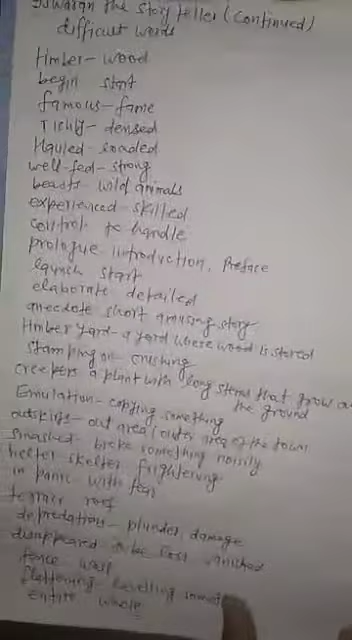 Iswaran the story teller (continued)
difficult words
timber - wood
begin start
famous - fame
Tickly - densed
Hauled - loaded
well-fed - strong
beasts - wild animals
experienced - skilled
control - to handle
prologue introduction, Preface
launch start
elaborate detailed
anecdote short amusing story
timber yard - a yard where wood is stored
stamping on - crushing
creepers a plant with long stems that grow
the ground
Emulation - copying something
outskirts - out area / outer area of the town
Smashed - broke something noisily
helter skelter frightening
in panic with fear
terrace roof
depredations - plunder, damage
disappeared to be lost vanished
fence wall
flattening - levelling
entire whole